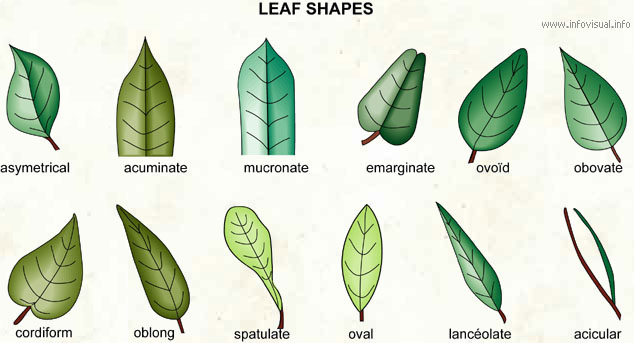 LEAF SHAPES
www.infovisual.info
asymetrical
acuminate
mucronate
emarginate
ovoïd
obovate
cordiform
oblong
spatulate
oval
lancéolate
acicular